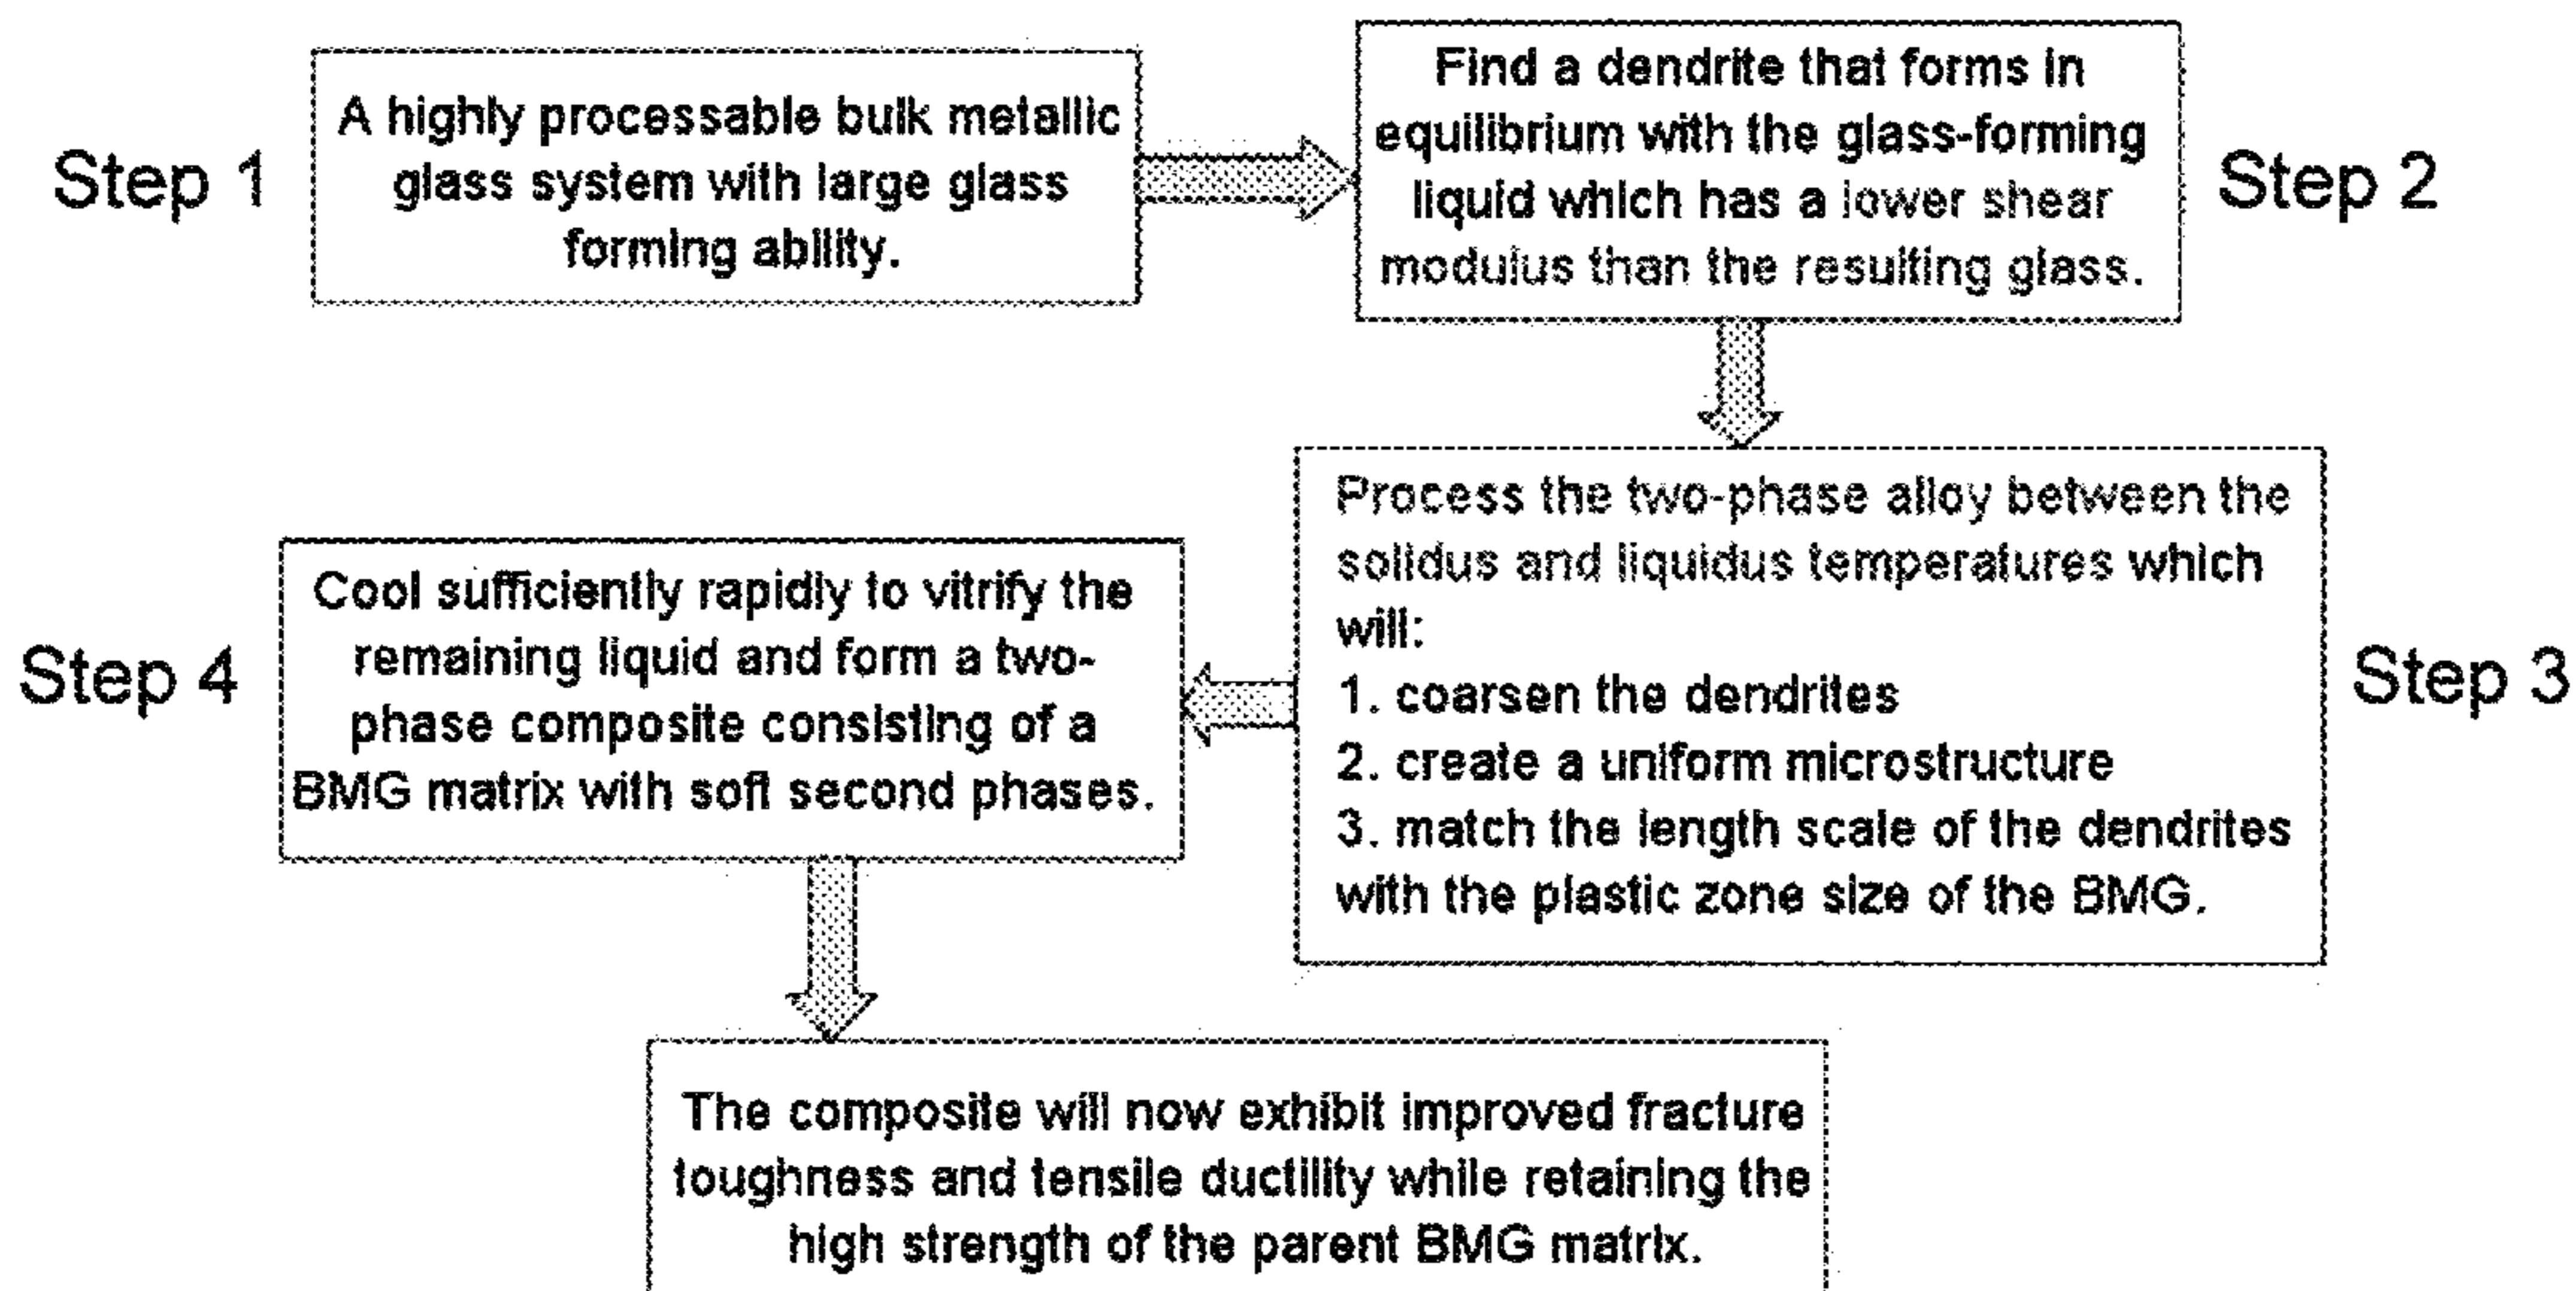 Step 1
A highly processable bulk metallic
glass system with large glass
forming ability.
Find a dendrite that forms in
equilibrium with the glass-forming
liquid which has a lower shear
modulus than the resulting glass.
Step 2
Process the two-phase alloy between the
solidus and liquidus temperatures which
will:
1. coarsen the dendrites
2. create a uniform microstructure
3. match the length scale of the dendrites
with the plastic zone size of the BMG.
Step 3
Step 4
Cool sufficiently rapidly to vitrify the
remaining liquid and form a two-
phase composite consisting of a
BMG matrix with soft second phases.
The composite will now exhibit improved fracture
toughness and tensile ductility while retaining the
high strength of the parent BMG matrix.